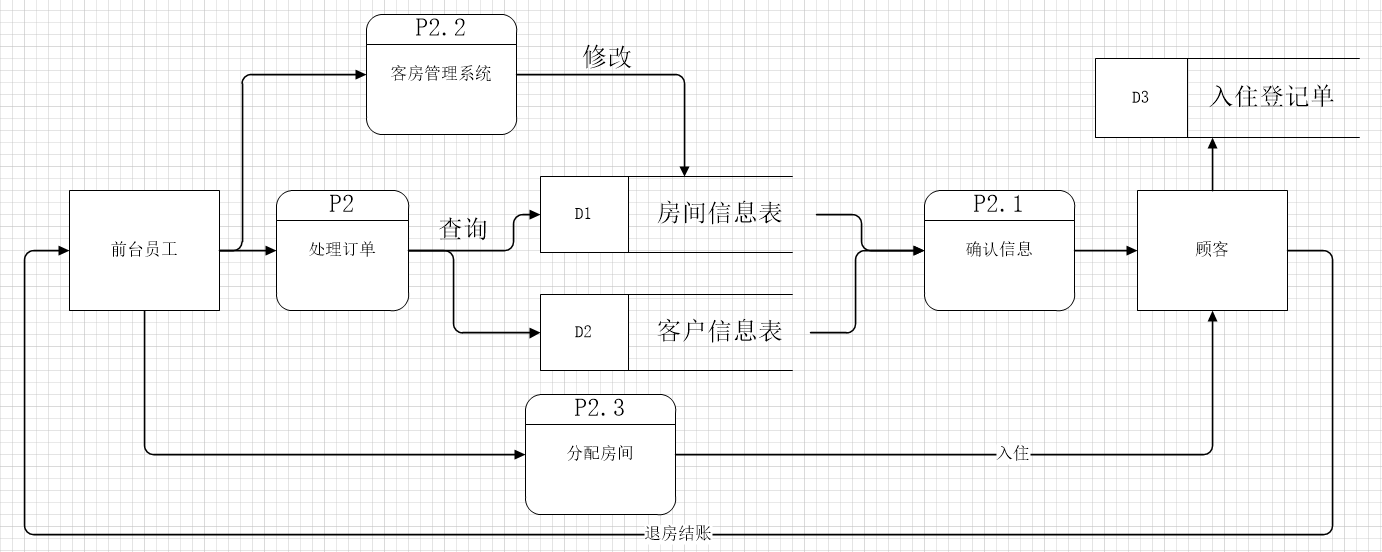 P2.2
客房管理系统
修改
D3
入住登记单
前台员工
P2
处理订单
查询
D1
房间信息表
D2
客户信息表
P2.1
确认信息
顾客
P2.3
分配房间
入住
退房结账